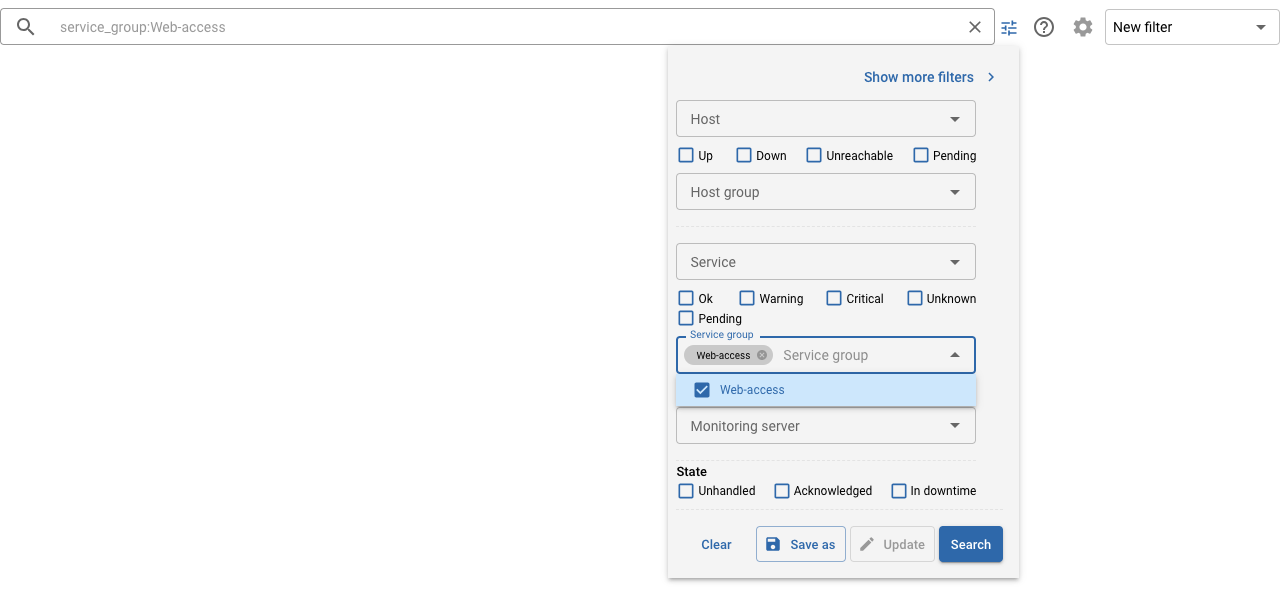 service_group:Web-access
New filter
Show more filters
Host
Up Down Unreachable Pending
Host group
Service
Ok Warning Critical Unknown
Pending
Service group
Web-access Service group
Web-access
Monitoring server
State
Unhandled Acknowledged In downtime
Clear Save as Update Search